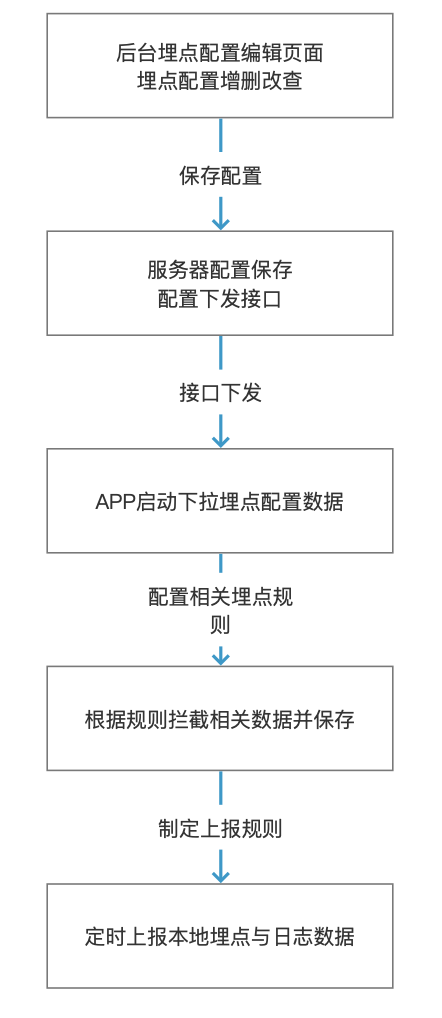 后台埋点配置编辑页面
埋点配置增删改查
保存配置
服务器配置保存
配置下发接口
接口下发
APP启动下拉埋点配置数据
配置相关埋点规
则
根据规则拦截相关数据并保存
制定上报规则
定时上报本地埋点与日志数据